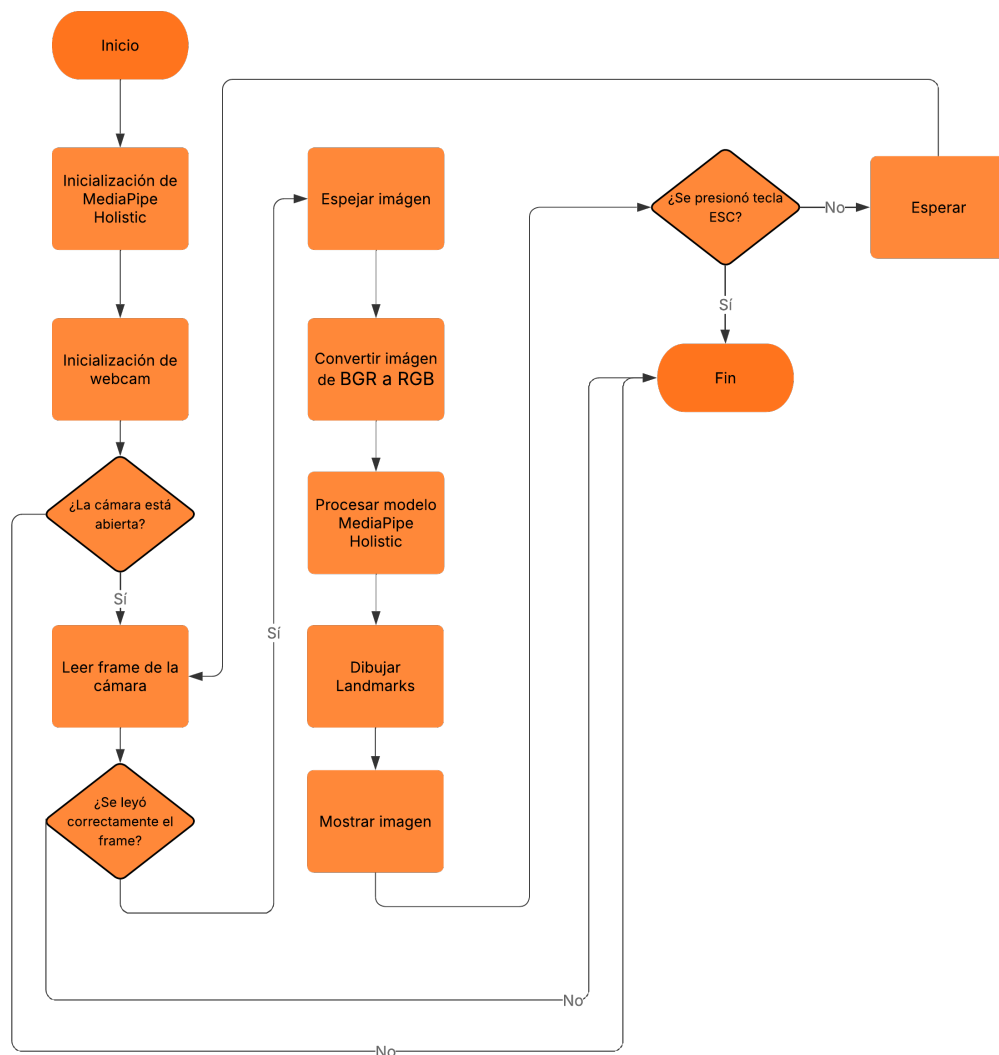 Inicio
Inicialización de
MediaPipe
Holistic
Inicialización de
webcam
¿La cámara está
abierta?
Sí
Leer frame de la
cámara
¿Se leyó
correctamente el
frame?
Sí
No
No
Espejar imágen
Convertir imágen
de BGR a RGB
Procesar modelo
MediaPipe
Holistic
Dibujar
Landmarks
Mostrar imagen
¿Se presionó tecla
ESC?
No
Esperar
Sí
Fin